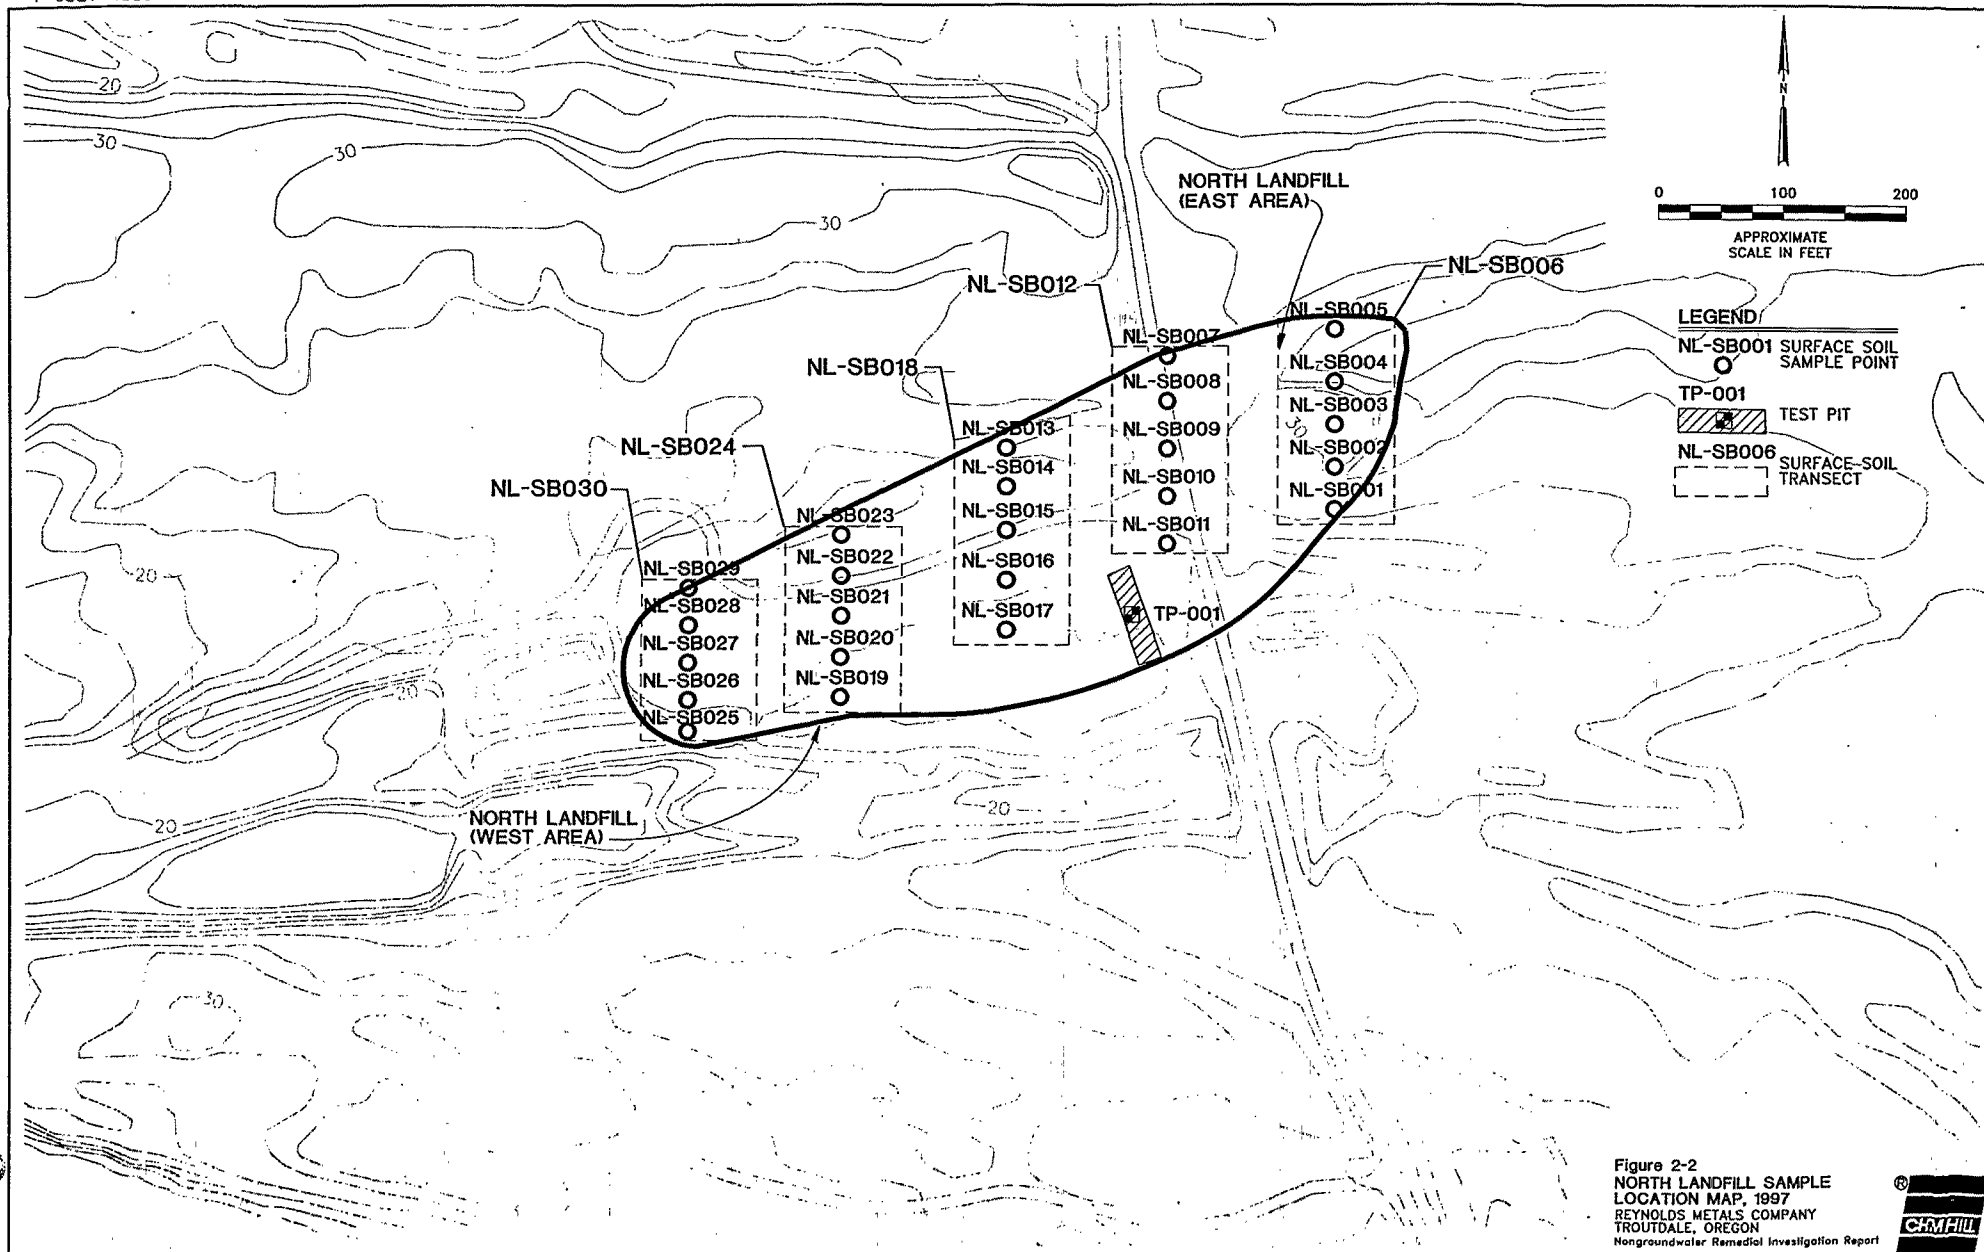 20
30
30
30
N
0 100 200
APPROXIMATE
SCALE IN FEET
NORTH LANDFILL
(EAST AREA)
NL-SB006
NL-SB012
NL-SB005
LEGEND
NL-SB001 SURFACE SOIL
SAMPLE POINT
TP-001
TEST PIT
NL-SB006 SURFACE-SOIL
TRANSECT
NL-SB007
NL-SB004
NL-SB018
NL-SB008
NL-SB003
NL-SB013
NL-SB009
30
NL-SB024
NL-SB002
NL-SB014
NL-SB010
NL-SB030
NL-SB001
NL-SB023
NL-SB015
NL-SB011
NL-SB022
NL-SB016
20
NL-SB029
NL-SB021
NL-SB028
NL-SB017
TP-001
NL-SB027
NL-SB020
NL-SB026
NL-SB019
20
NL-SB025
20
20
NORTH LANDFILL
(WEST AREA)
30
Figure 2-2
NORTH LANDFILL SAMPLE
LOCATION MAP, 1997
REYNOLDS METALS COMPANY
TROUTDALE, OREGON
Nongroundwater Remedial Investigation Report
®
CH2MHILL